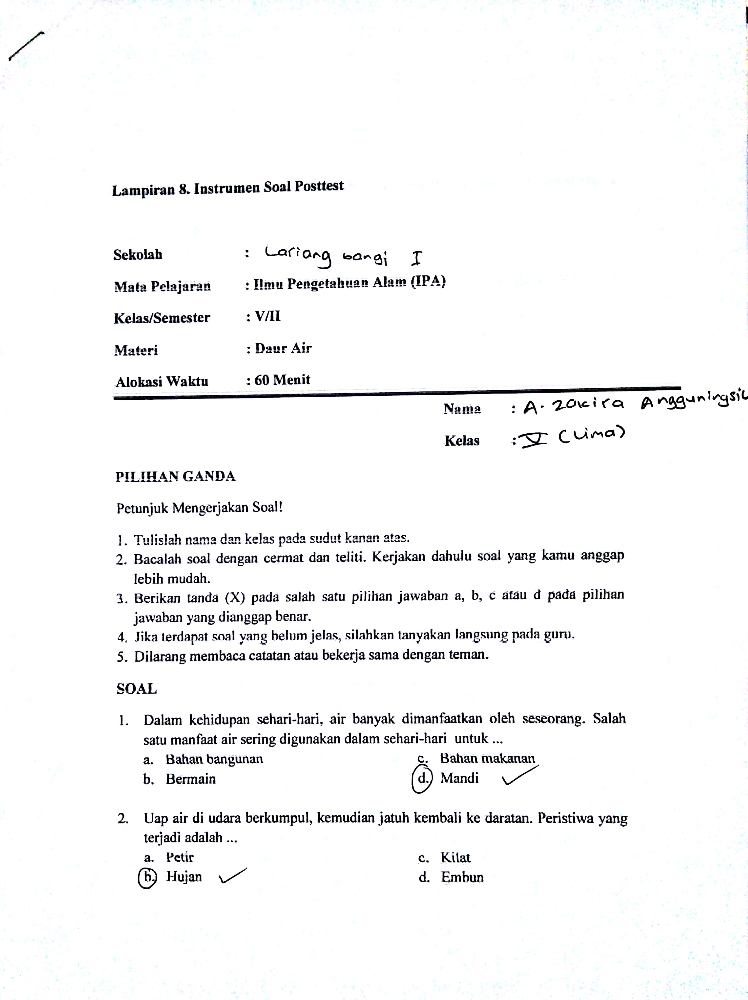 Lampiran 8. Instrumen Soal Posttest
Sekolah : Lariang bangi I
Mata Pelajaran : Ilmu Pengetahuan Alam (IPA)
Kelas/Semester : V/II
Materi : Daur Air
Alokasi Waktu : 60 Menit
Nama : A. Zakira
Kelas : V (Lima)
PILIHAN GANDA
Petunjuk Mengerjakan Soal!
1. Tulislah nama dan kelas pada sudut kanan atas.
2. Bacalah soal dengan cermat dan teliti. Kerjakan dahulu soal yang kamu anggap
lebih mudah.
3. Berikan tanda (X) pada salah satu pilihan jawaban a, b, c atau d pada pilihan
jawaban yang dianggap benar.
4. Jika terdapat soal yang belum jelas, silahkan tanyakan langsung pada guru.
5. Dilarang membaca catatan atau bekerja sama dengan teman.
SOAL
1. Dalam kehidupan sehari-hari, air banyak dimanfaatkan oleh seseorang. Salah
satu manfaat air sering digunakan dalam sehari-hari untuk ...
a. Bahan bangunan c. Bahan makanan
b. Bermain d. Mandi
2. Uap air di udara berkumpul, kemudian jatuh kembali ke daratan. Peristiwa yang
terjadi adalah ...
a. Petir c. Kilat
b. Hujan d. Embun